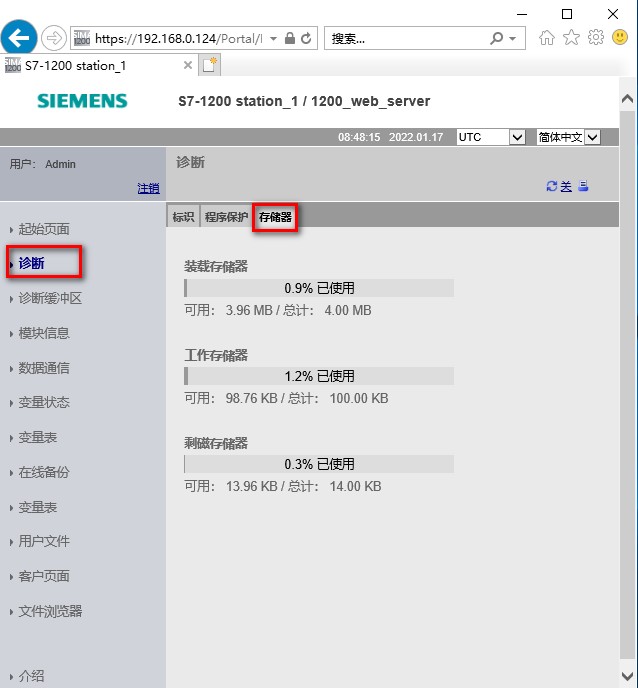 https://192.168.0.124/Portal/
搜索...
S7-1200 station_1
SIEMENS
S7-1200 station_1 / 1200_web_server
08:48:15 2022.01.17 UTC 简体中文
用户： Admin
注销
诊断
关
标识 程序保护 存储器
起始页面
诊断
诊断缓冲区
模块信息
数据通信
变量状态
变量表
在线备份
变量表
用户文件
客户页面
文件浏览器
介绍
装载存储器
0.9% 已使用
可用： 3.96 MB / 总计： 4.00 MB
工作存储器
1.2% 已使用
可用： 98.76 KB / 总计： 100.00 KB
剩磁存储器
0.3% 已使用
可用： 13.96 KB / 总计： 14.00 KB